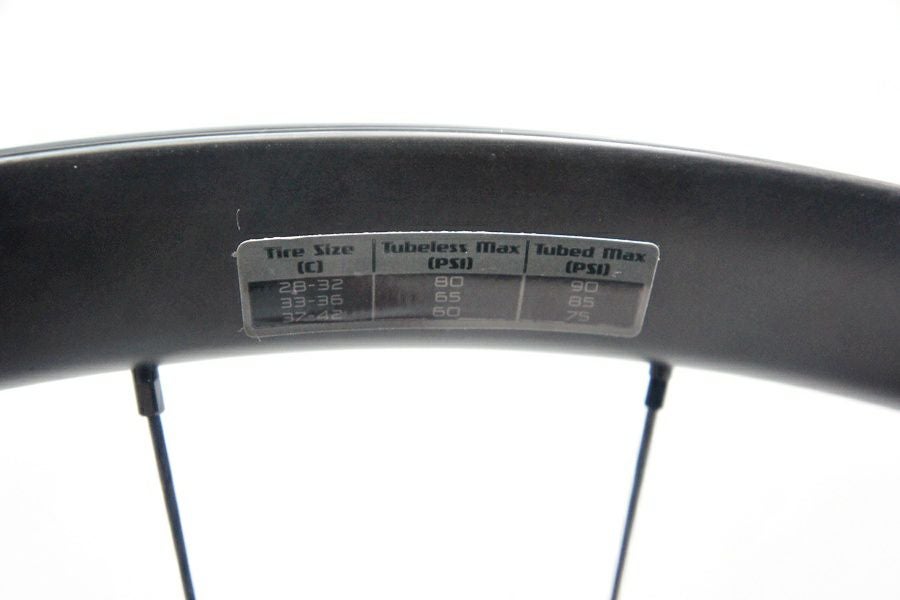 Tire Size (C) Tubeless Max (PSI) Tubed Max (PSI)
28-32 80 90
33-36 65 85
37-42 60 75